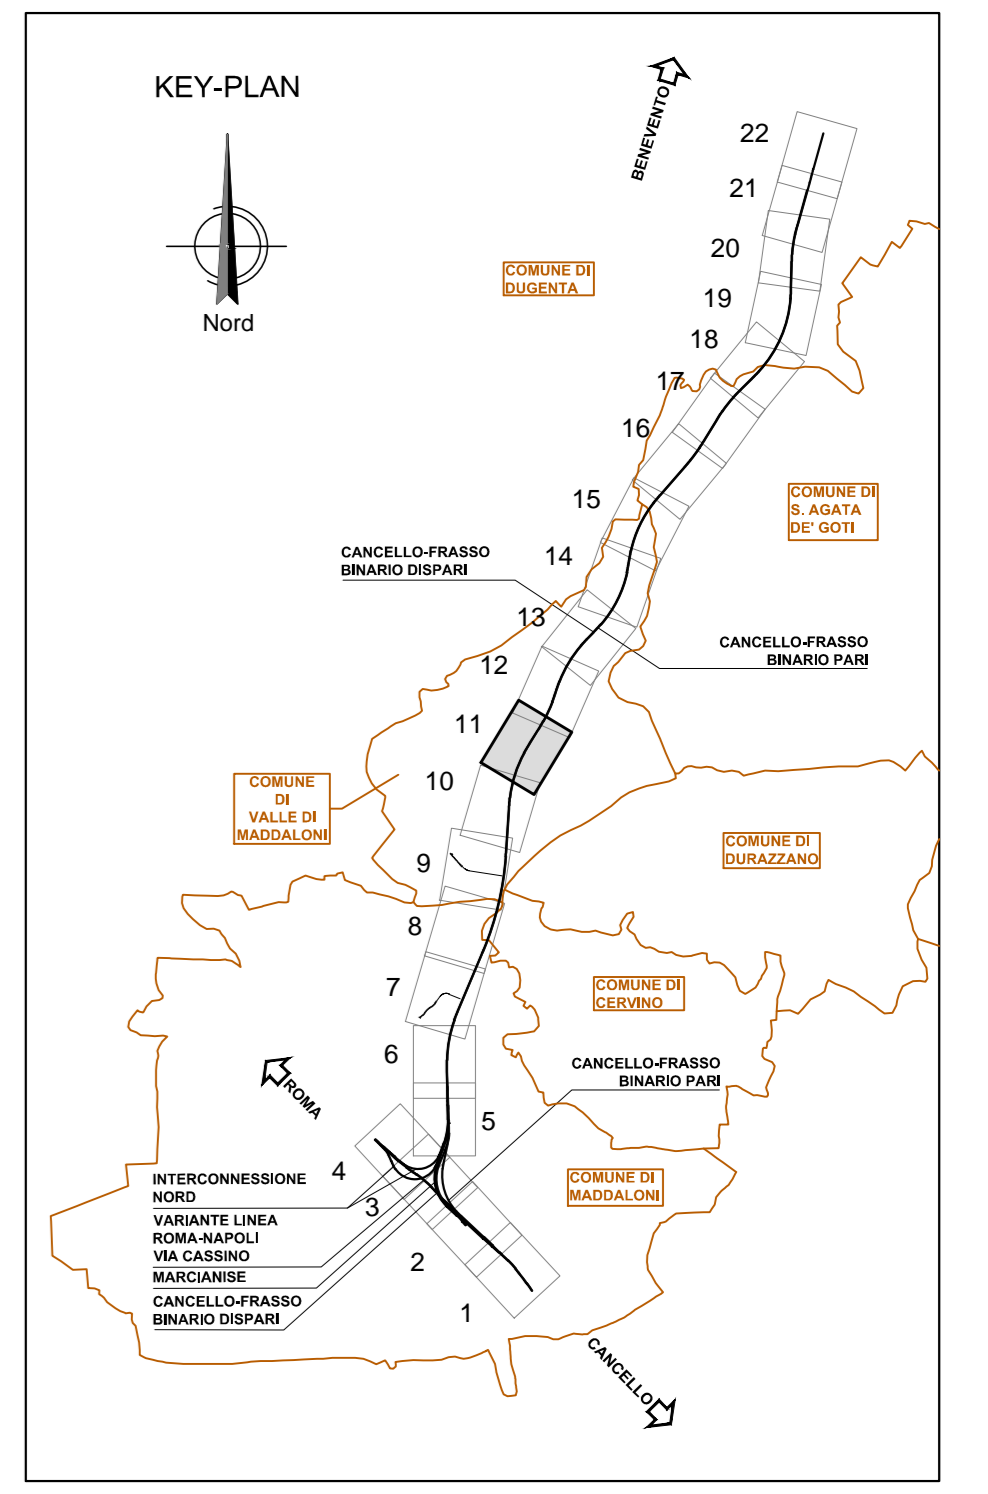 KEY-PLAN
Nord
BENEVENTO
22
21
20
19
18
17
16
15
14
13
12
11
10
9
8
7
6
5
4
3
2
1
COMUNE DI
DUGENTA
COMUNE DI
S. AGATA
DE' GOTI
CANCELLO-FRASSO
BINARIO DISPARI
CANCELLO-FRASSO
BINARIO PARI
COMUNE
DI
VALLE DI
MADDALONI
COMUNE DI
DURAZZANO
COMUNE DI
CERVINO
CANCELLO-FRASSO
BINARIO PARI
ROMA
COMUNE DI
MADDALONI
INTERCONNESSIONE
NORD
VARIANTE LINEA
ROMA-NAPOLI
VIA CASSINO
MARCIANISE
CANCELLO-FRASSO
BINARIO DISPARI
CANCELLO